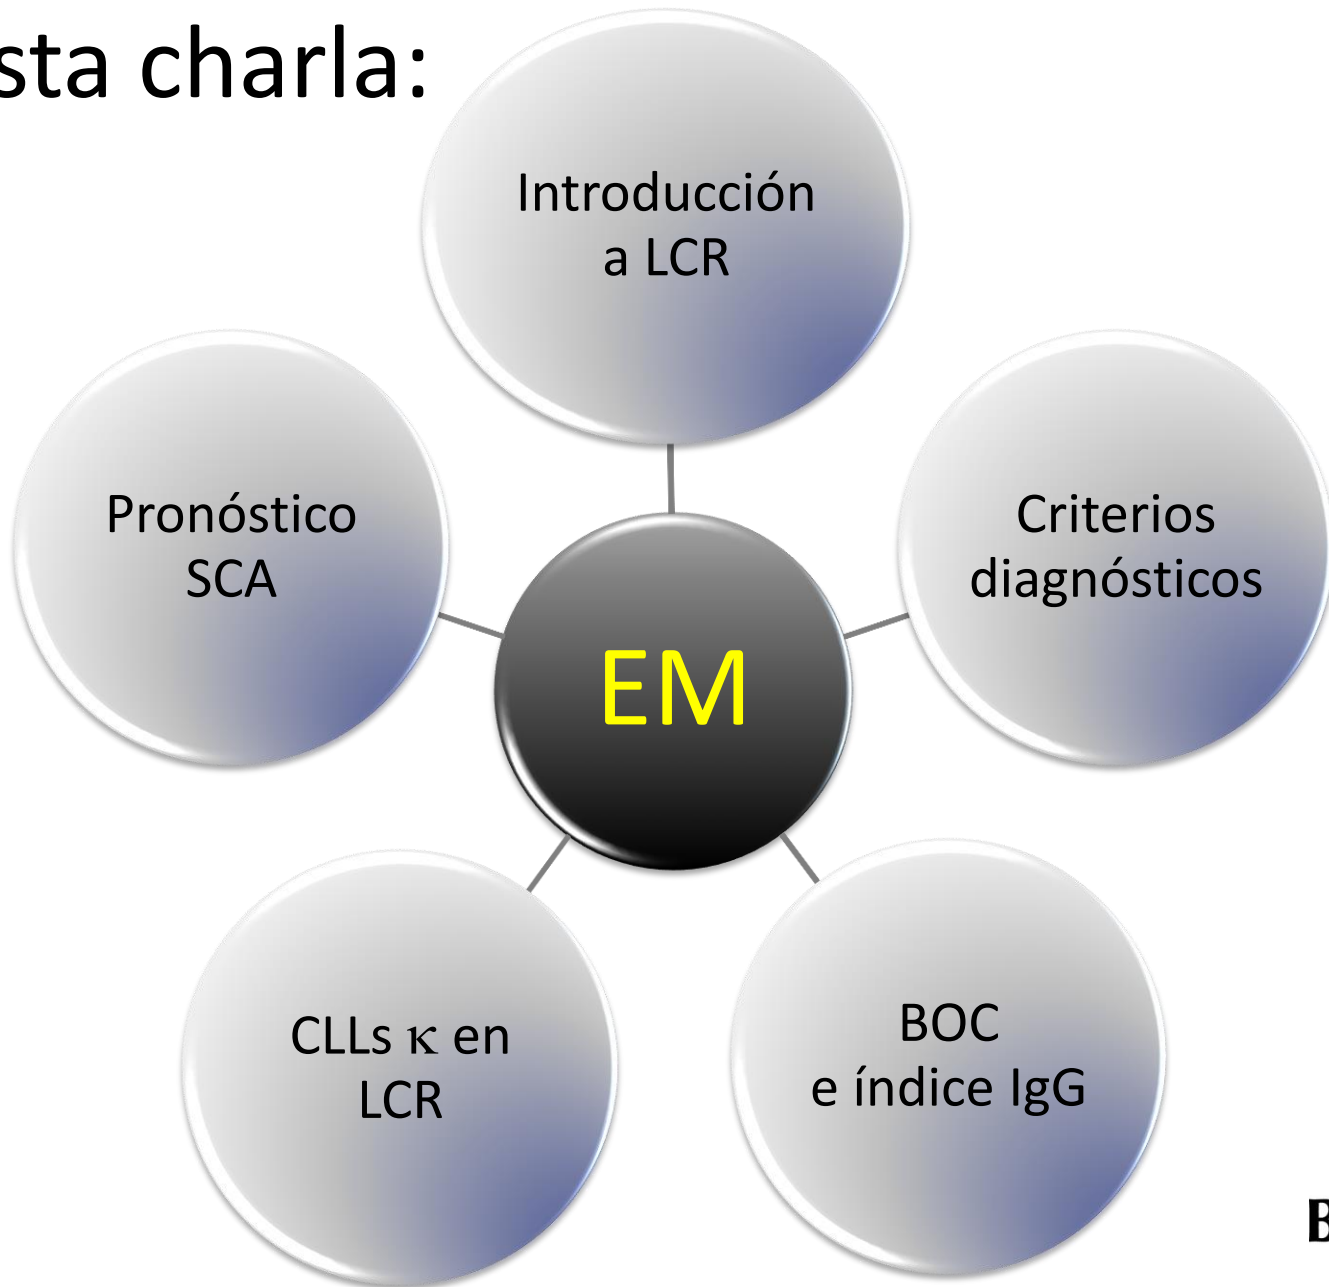 sta charla:
Introducción
a LCR
Criterios
diagnósticos
BOC
e índice IgG
CLLs κ en
LCR
Pronóstico
SCA
EM
B